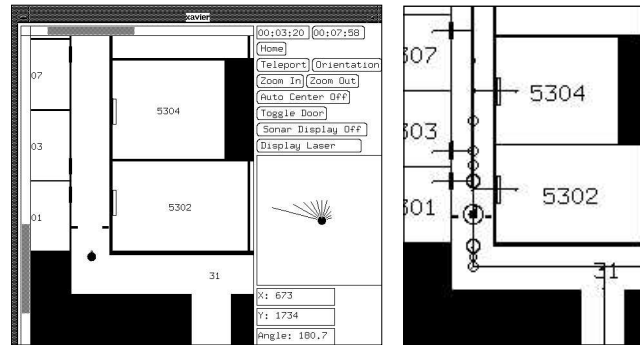 xavier
00:03:20 00:07:58
Home
Teleport Orientation
Zoom In Zoom Out
Auto Center Off
Toggle Door
Sonar Display Off
Display Laser
07
5304
03
5302
01
31
X: 673
Y: 1734
Angle: 180.7
307
5304
303
5302
301
31